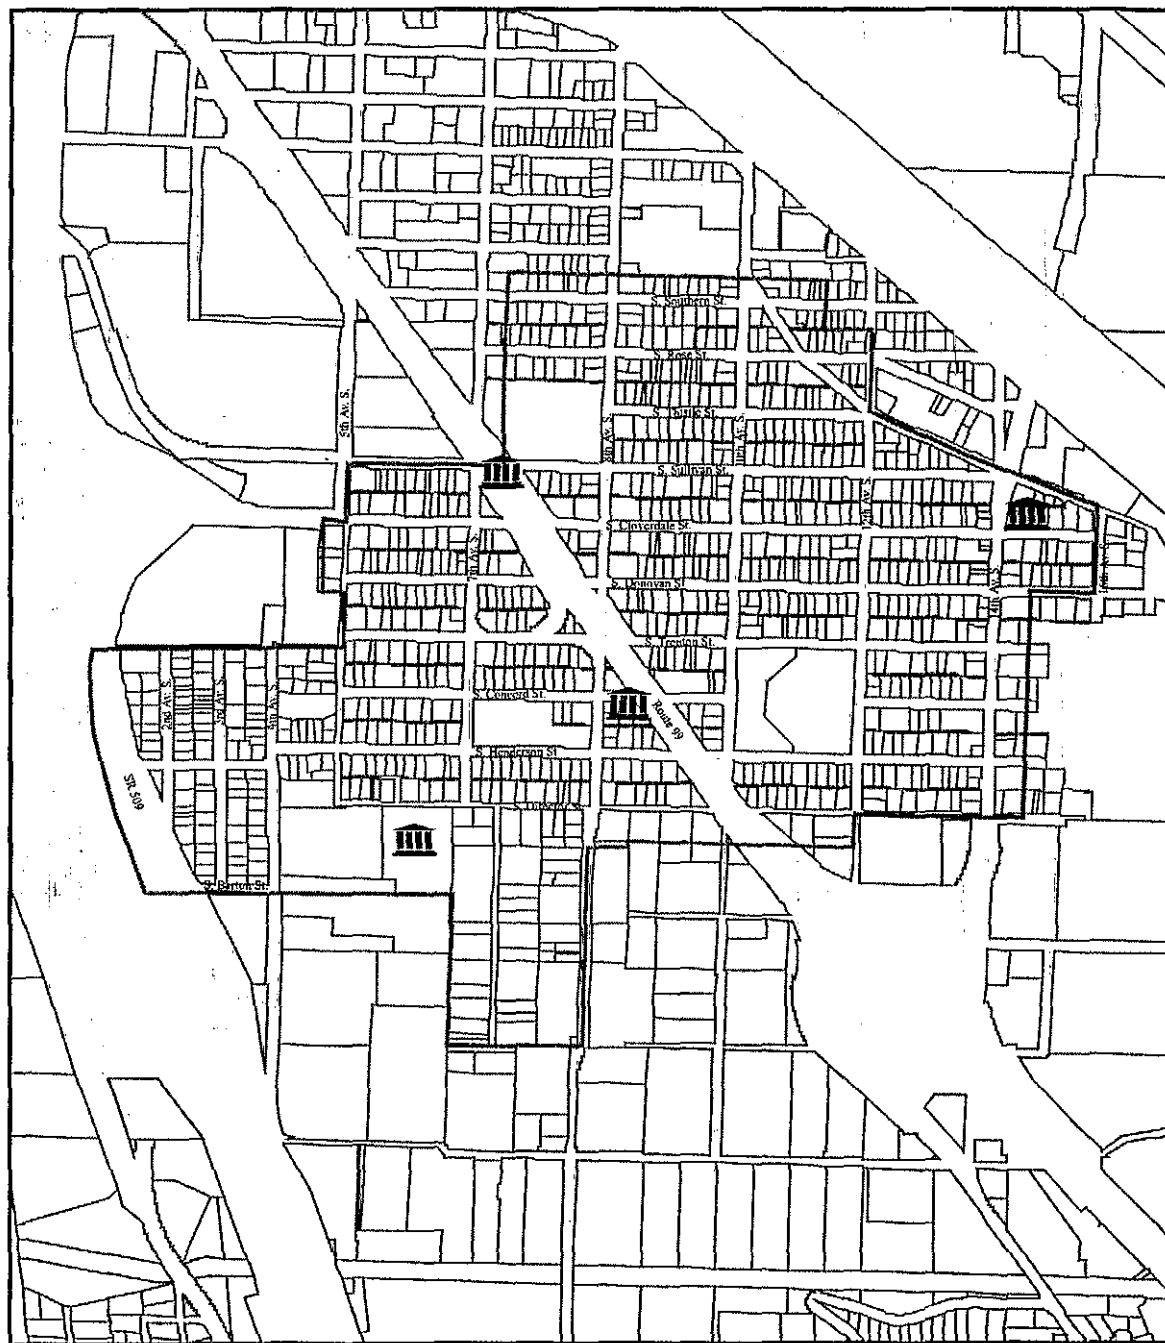 S. Southern St.
S. Rose St.
S. Thistle St.
5th Av. S.
8th Av. S.
10th Av. S.
S. Sullivan St.
12th Av. S.
S. Cloverdale St.
7th Av. S.
S. Donovan St
14th Av. S.
S. Trenton St.
2nd Av. S.
3rd Av. S.
4th Av. S.
S. Concord St.
Route 99
S. Henderson St
SR 509
S. Barton St.